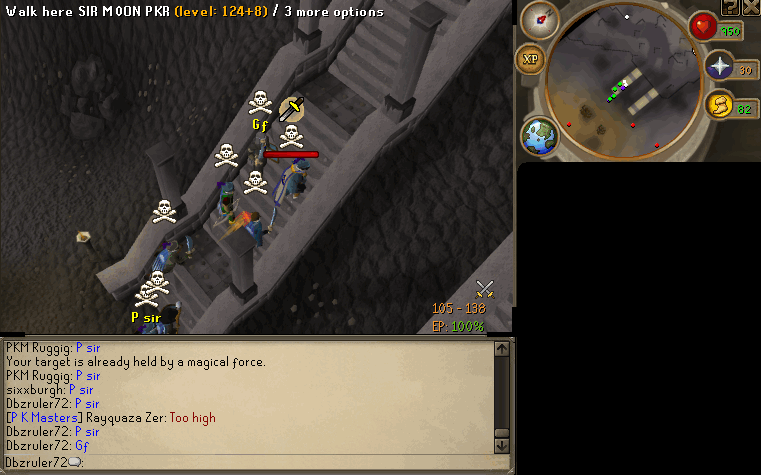 Walk here SIR MOON PKR (level: 124+8) / 3 more options
950
XP
30
82
Gf
P sir
105 - 138
EP: 100%
PKM Ruggig: P sir
Your target is already held by a magical force.
PKM Ruggig: P sir
sixxburgh: P sir
Dbzruler72: P sir
[P K Masters] Rayquaza Zer: Too high
Dbzruler72: P sir
Dbzruler72: Gf
Dbzruler72: